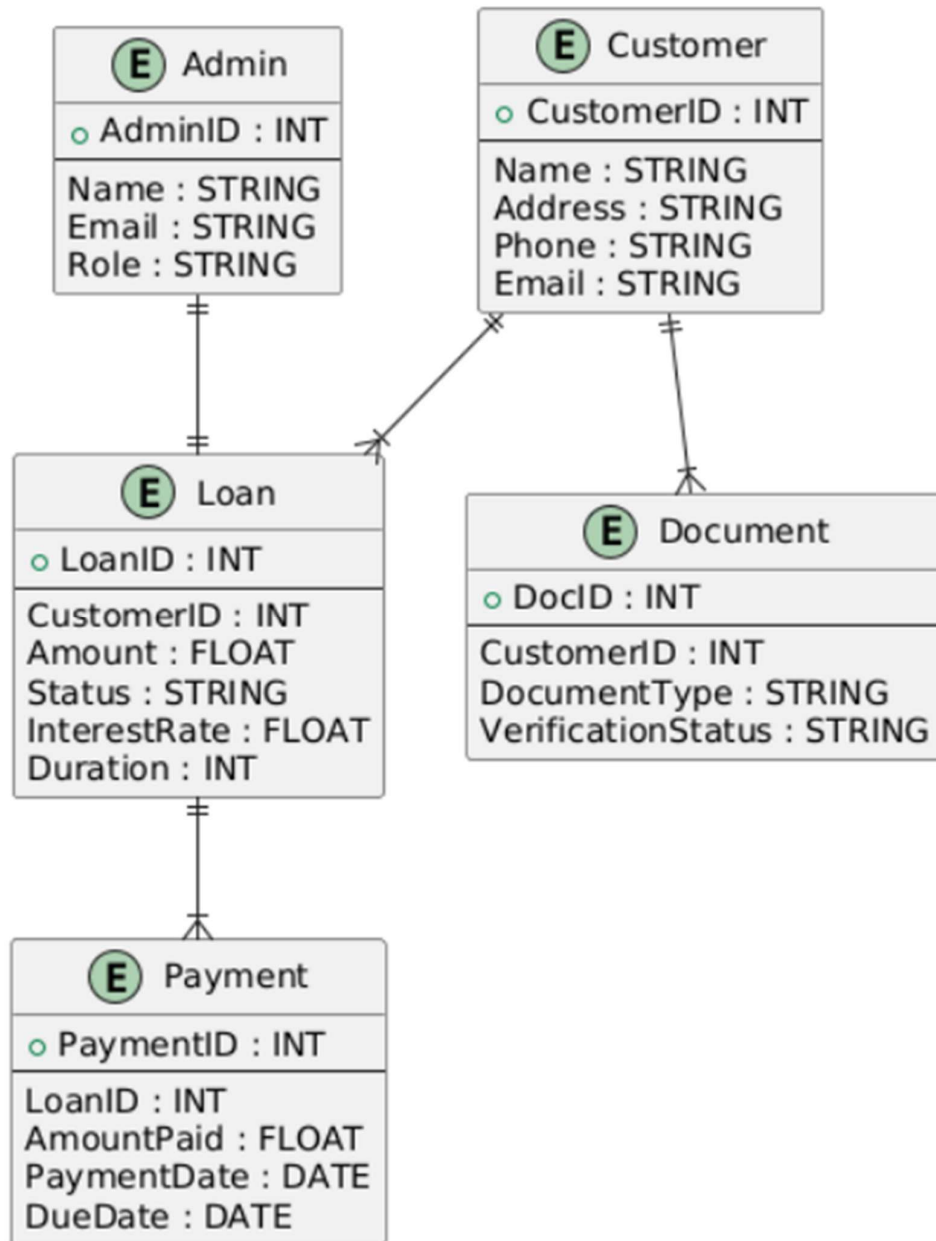 E Admin
AdminID : INT
Name : STRING
Email : STRING
Role : STRING
E Customer
CustomerID : INT
Name : STRING
Address : STRING
Phone : STRING
Email : STRING
E Loan
LoanID : INT
CustomerID : INT
Amount : FLOAT
Status : STRING
InterestRate : FLOAT
Duration : INT
E Document
DocID : INT
CustomerID : INT
DocumentType : STRING
VerificationStatus : STRING
E Payment
PaymentID : INT
LoanID : INT
AmountPaid : FLOAT
PaymentDate : DATE
DueDate : DATE